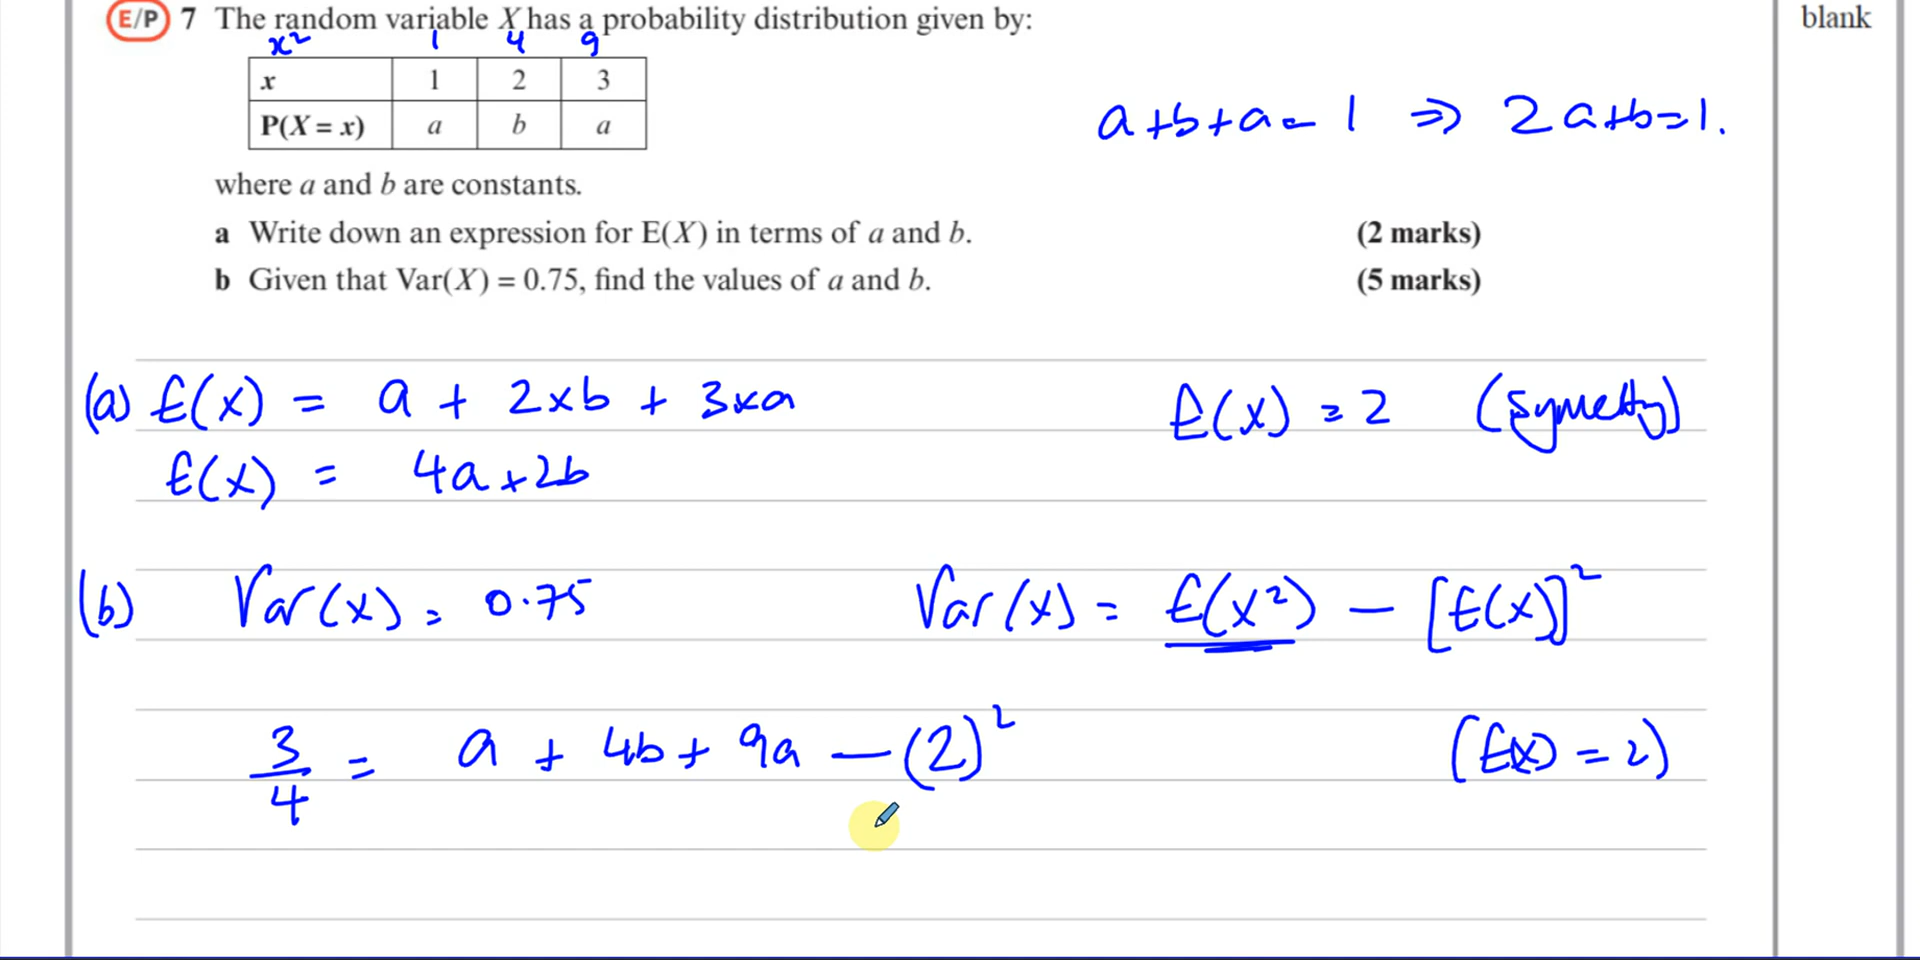 E/P 7 The random variable X has a probability distribution given by:
blank
x² 1 4 9
x 1 2 3
P(X = x) a b a
a + b + a = 1 ⇒ 2a + b = 1.
where a and b are constants.
a Write down an expression for E(X) in terms of a and b. (2 marks)
b Given that Var(X) = 0.75, find the values of a and b. (5 marks)
(a) E(X) = a + 2×b + 3×a
E(X) = 2 (Symetty)
E(X) = 4a + 2b
(b) Var(X) = 0.75
Var(X) = E(X²) – [E(X)]²
3/4 = a + 4b + 9a – (2)²
(E(X) = 2)